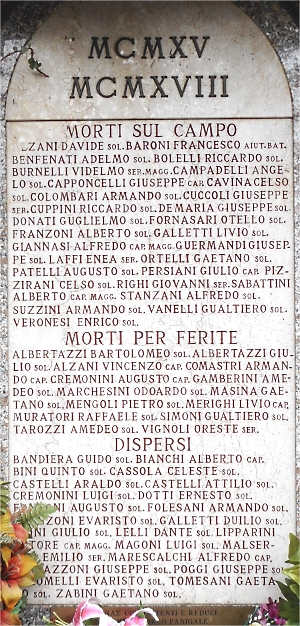 MCMXV
MCMXVIII
MORTI SUL CAMPO
ZANI DAVIDE SOL. BARONI FRANCESCO AIUT. BAT.
BENFENATI ADELMO SOL. BOLELLI RICCARDO SOL.
BURNELLI VIDELMO SER. MAGG. CAMPADELLI ANGE-
LO SOL. CAPPONCELLI GIUSEPPE CAP. CAVINA CELSO
SOL. COLOMBARI ARMANDO SOL. CUCCOLI GIUSEPPE
SER. GUPPINI RICCARDO SOL. DEMARIA GIUSEPPE SOL.
DONATI GUGLIELMO SOL. FORNASARI OTELLO SOL.
FRANZONI ALBERTO SOL. GALLETTI LIVIO SOL.
GIANNASI ALFREDO CAP. MAGG. GUERMANDI GIUSEP-
PE SOL. LAFFI ENEA SER. ORTELLI GAETANO SOL.
PATELLI AUGUSTO SOL. PERSIANI GIULIO CAP. PIZ-
ZIRANI CELSO SOL. RIGHI GIOVANNI SER. SABATTINI
ALBERTO CAP. MAGG. STANZANI ALFREDO SOL.
SUZZINI ARMANDO SOL. VANELLI GUALTIERO SOL.
VERONESI ENRICO SOL.
MORTI PER FERITE
ALBERTAZZI BARTOLOMEO SOL. ALBERTAZZI GIU-
LIO SOL. ALZANI VINCENZO CAP. COMASTRI ARMAN-
DO CAP. CREMONINI AUGUSTO CAP. GAMBERINI AME-
DEO SOL. MARCHESINI ODOARDO SOL. MASINA GAE-
TANO SOL. MENGOLI PIETRO SOL. MERIGHI LIVIO CAP.
MURATORI RAFFAELE SOL. SIMONI GUALTIERO SOL.
TAROZZI AMEDEO SOL. VIGNOLI ORESTE SER.
DISPERSI
BANDIERA GUIDO SOL. BIANCHI ALBERTO CAP.
BINI QUINTO SOL. CASSOLA CELESTE SOL.
CASTELLI ARALDO SOL. CASTELLI ATTILIO SOL.
CREMONINI LUIGI SOL. DOTTI ERNESTO SOL.
AUGUSTO SOL. FOLESANI ARMANDO SOL.
ZONI EVARISTO SOL. GALLETTI DUILIO SOL.
INI GIULIO SOL. LELLI DANTE SOL. LIPPARINI
TORE CAP. MAGG. MAGONI LUIGI SOL. MALSER-
EMILIO SER. MARESCALCHI ALFREDO CAP.
AZZONI GIUSEPPE SOL. POGGI GIUSEPPE SOL
OMELLI EVARISTO SOL. TOMESANI GAETA
O SOL. ZABINI GAETANO SOL.